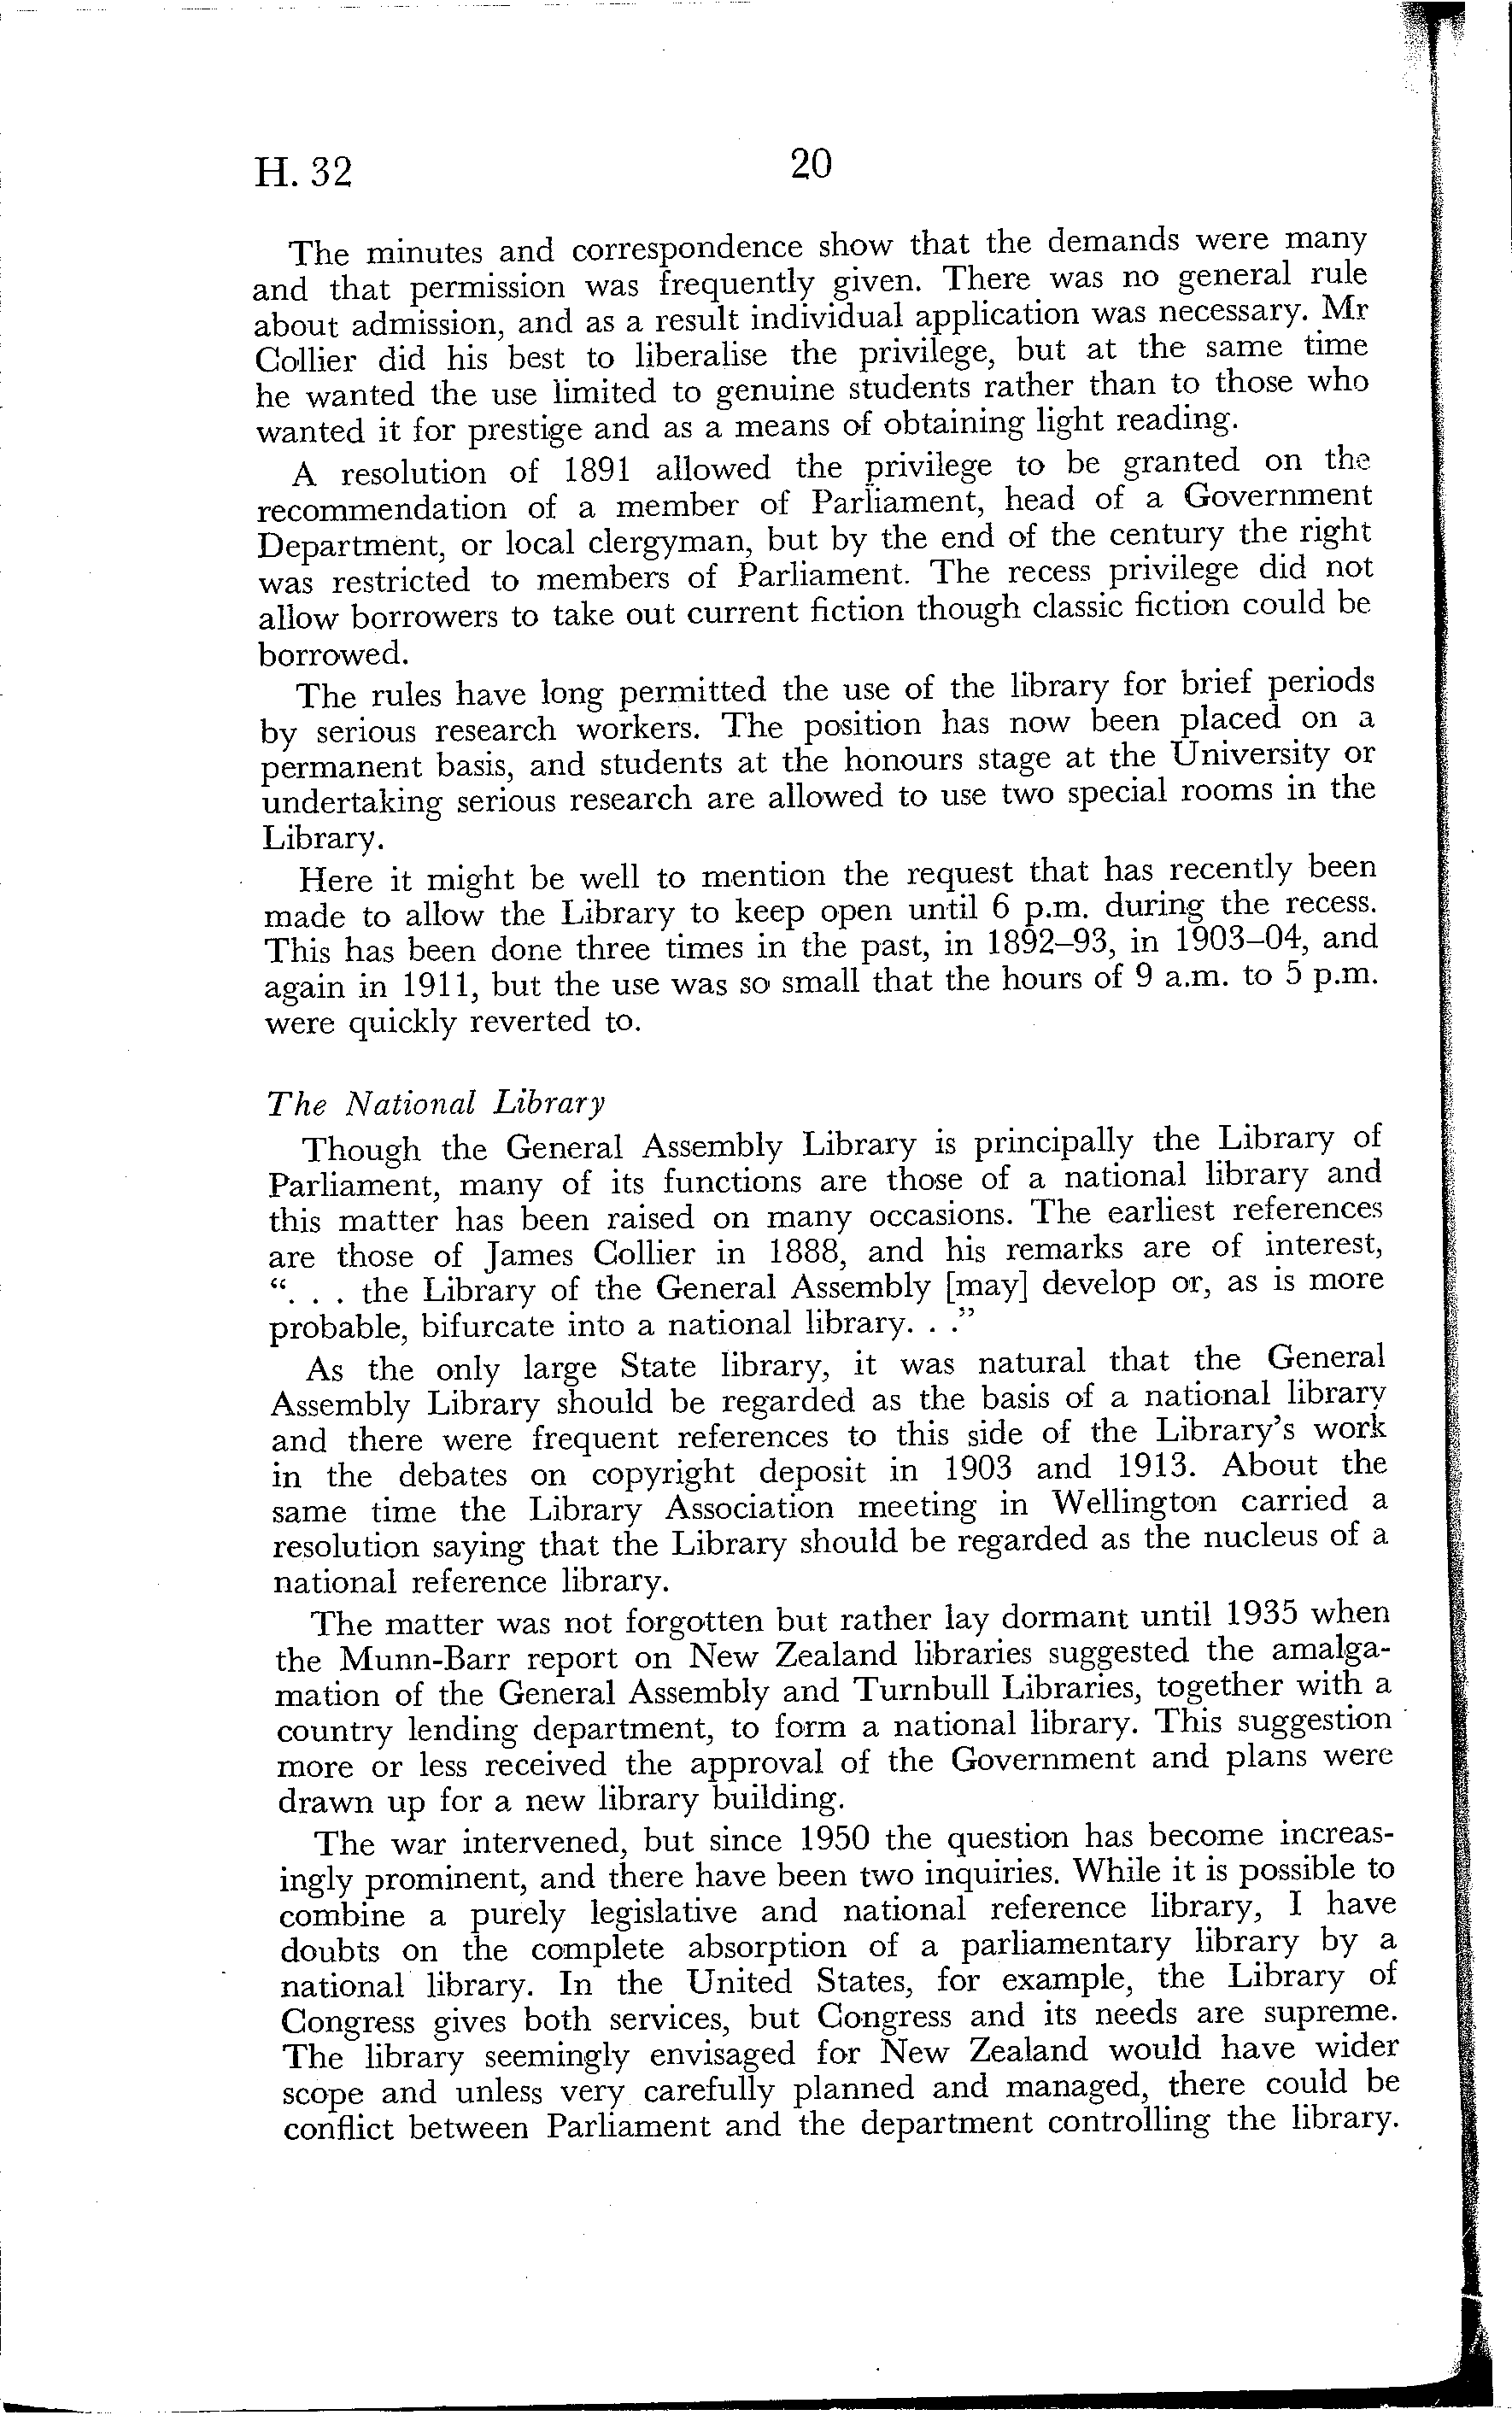 H. 32 20
The minutes and correspondence show that the demands were many
and that permission was frequently given. There was no general rule
about admission, and as a result individual application was necessary. Mr
Collier did his best to liberalise the privilege, but at the same time
he wanted the use limited to genuine students rather than to those who
wanted it for prestige and as a means of obtaining light reading.
A resolution of 1891 allowed the privilege to be granted on the
recommendation of a member of Parliament, head of a Government
Department, or local clergyman, but by the end of the century the right
was restricted to members of Parliament. The recess privilege did not
allow borrowers to take out current fiction though classic fiction could be
borrowed.
The rules have long permitted the use of the library for brief periods
by serious research workers. The position has now been placed on a
permanent basis, and students at the honours stage at the University or
undertaking serious research are allowed to use two special rooms in the
Library.
Here it might be well to mention the request that has recently been
made to allow the Library to keep open until 6 p.m. during the recess.
This has been done three times in the past, in 1892–93, in 1903–04, and
again in 1911, but the use was so small that the hours of 9 a.m. to 5 p.m.
were quickly reverted to.
The National Library
Though the General Assembly Library is principally the Library of
Parliament, many of its functions are those of a national library and
this matter has been raised on many occasions. The earliest references
are those of James Collier in 1888, and his remarks are of interest,
“. . . the Library of the General Assembly [may] develop or, as is more
probable, bifurcate into a national library. . .”
As the only large State library, it was natural that the General
Assembly Library should be regarded as the basis of a national library
and there were frequent references to this side of the Library’s work
in the debates on copyright deposit in 1903 and 1913. About the
same time the Library Association meeting in Wellington carried a
resolution saying that the Library should be regarded as the nucleus of a
national reference library.
The matter was not forgotten but rather lay dormant until 1935 when
the Munn-Barr report on New Zealand libraries suggested the amalga-
mation of the General Assembly and Turnbull Libraries, together with a
country lending department, to form a national library. This suggestion
more or less received the approval of the Government and plans were
drawn up for a new library building.
The war intervened, but since 1950 the question has become increas-
ingly prominent, and there have been two inquiries. While it is possible to
combine a purely legislative and national reference library, I have
doubts on the complete absorption of a parliamentary library by a
national library. In the United States, for example, the Library of
Congress gives both services, but Congress and its needs are supreme.
The library seemingly envisaged for New Zealand would have wider
scope and unless very carefully planned and managed, there could be
conflict between Parliament and the department controlling the library.